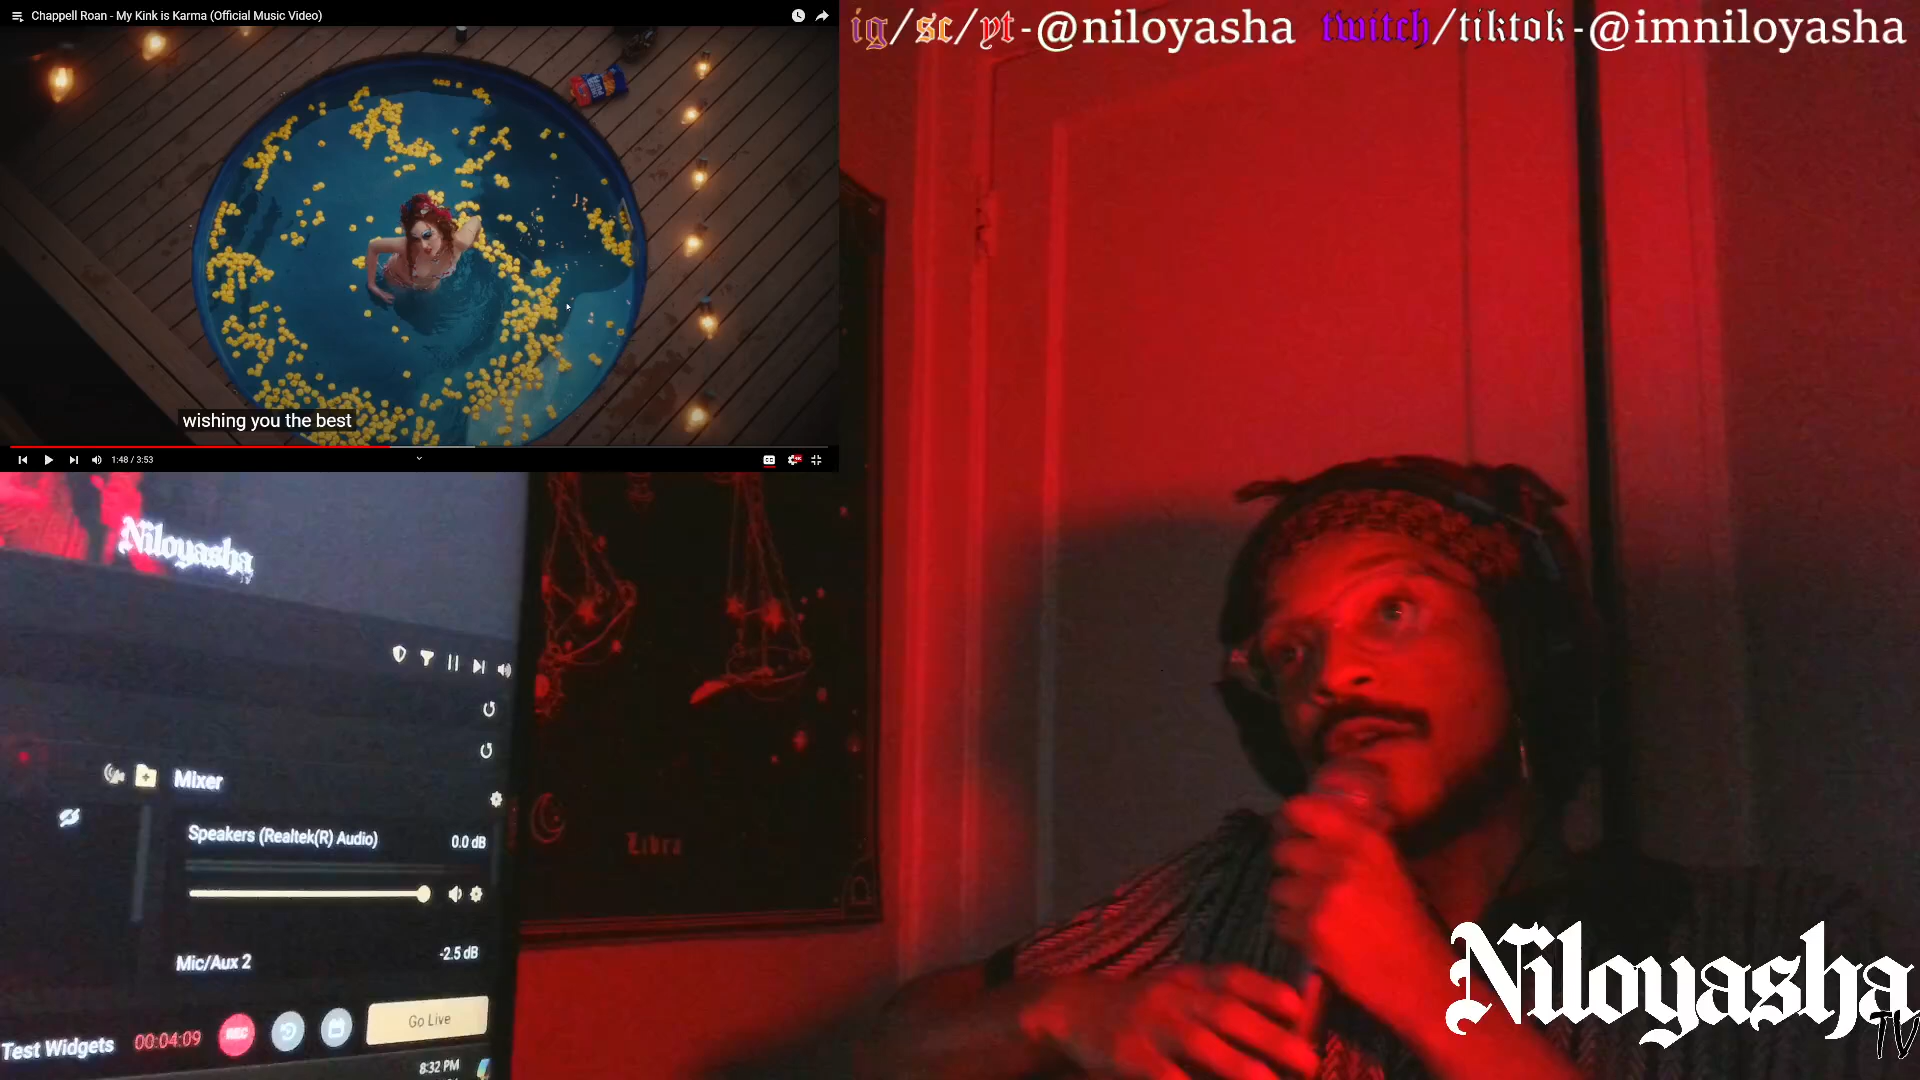 Chappell Roan - My Kink is Karma (Official Music Video)
ig/sc/yt-@niloyasha twitch/tiktok-@imniloyasha
wishing you the best
1:48 / 3:53
Niloyasha
Mixer
Speakers (Realtek(R) Audio) 0.0 dB
Libra
Mic/Aux 2 -2.5 dB
Test Widgets 00:04:09 REC Go Live
8:32 PM
Niloyasha
TV